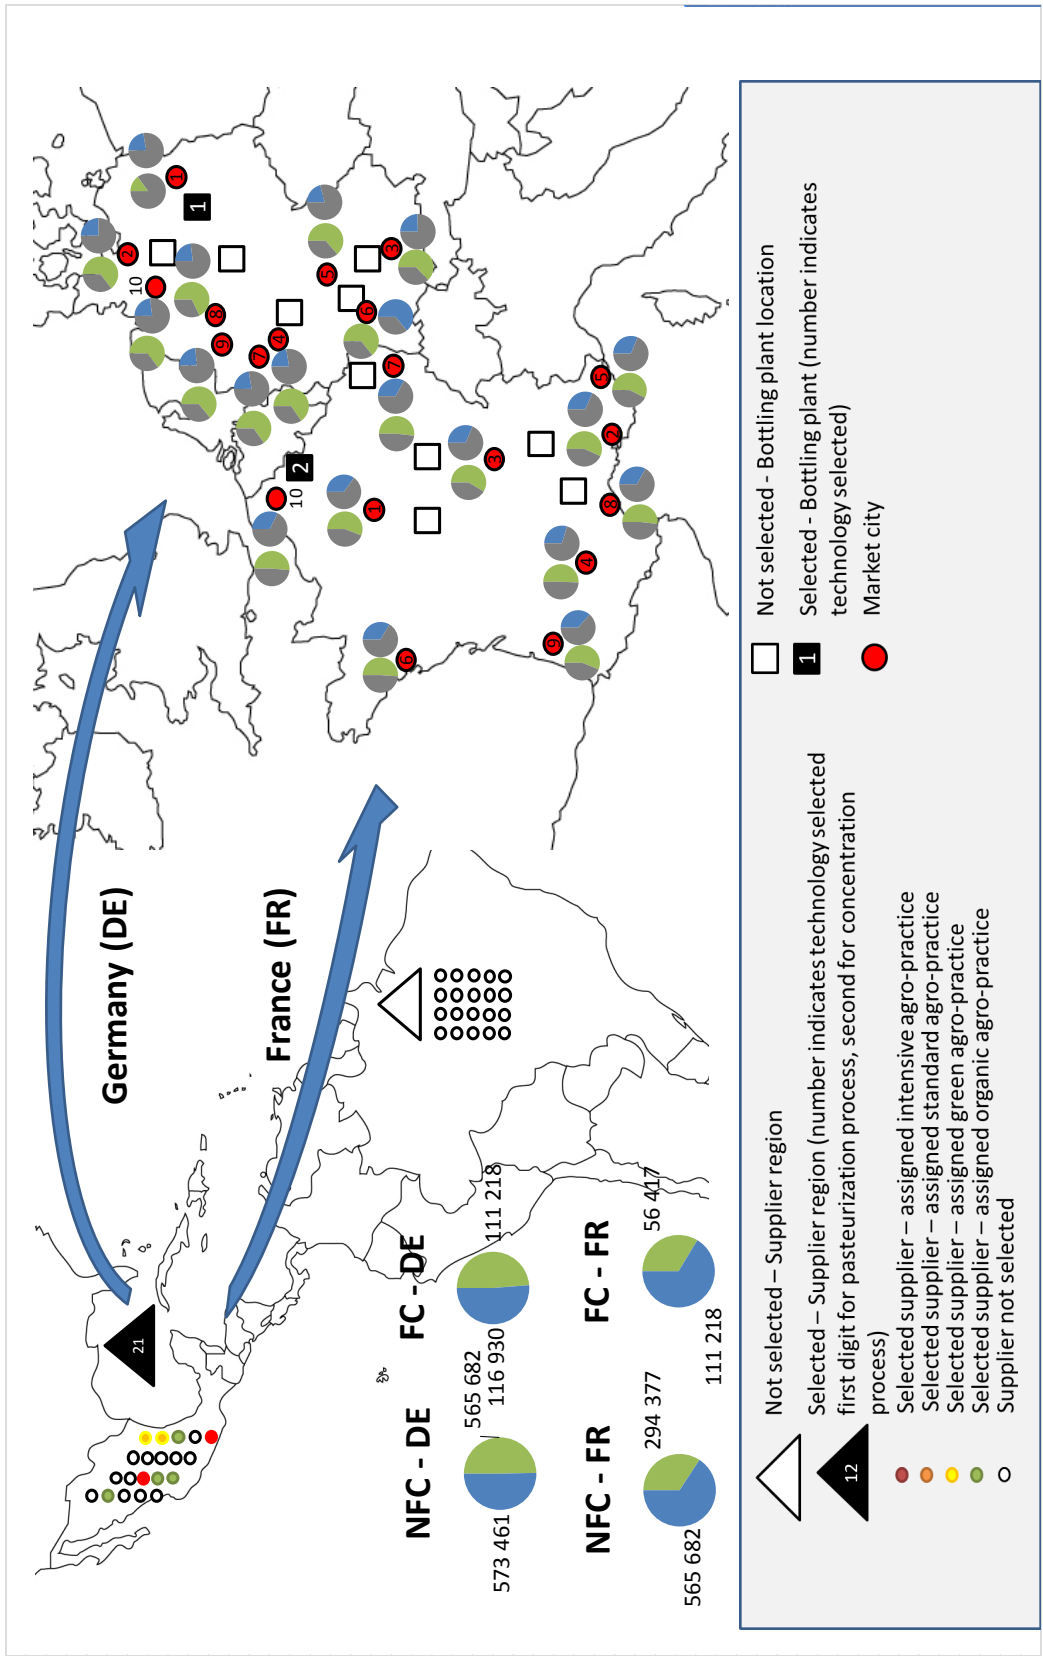 21
Germany (DE)
France (FR)
NFC - DE
573 461
565 682
FC - DE
116 930
111 218
NFC - FR
565 682
294 377
FC - FR
111 218
56 417
2
10
1
1
8
9
7
4
5
3
6
7
2
10
1
3
6
9
4
8
2
5
Not selected – Supplier region
12
Selected – Supplier region (number indicates technology selected
first digit for pasteurization process, second for concentration
process)
Selected supplier – assigned intensive agro-practice
Selected supplier – assigned standard agro-practice
Selected supplier – assigned green agro-practice
Selected supplier – assigned organic agro-practice
Supplier not selected
Not selected - Bottling plant location
1
Selected - Bottling plant (number indicates
technology selected)
Market city